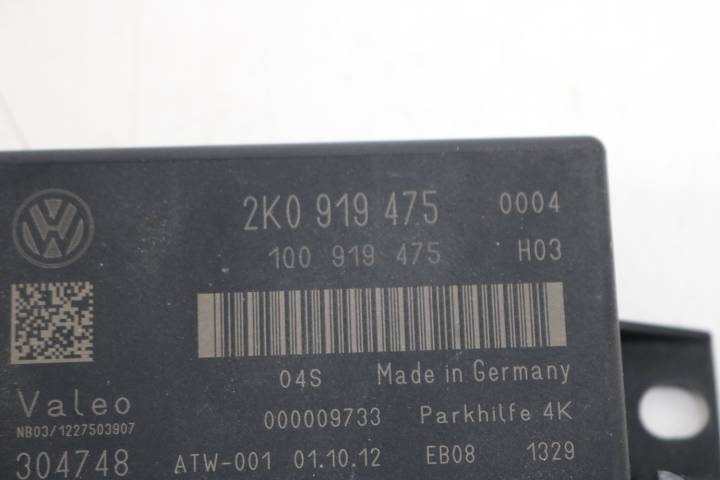 2K0 919 475 0004
1Q0 919 475 H03
04S Made in Germany
Valeo 000009733 Parkhilfe 4K
NB03/1227503907
304748 ATW-001 01.10.12 EB08 1329